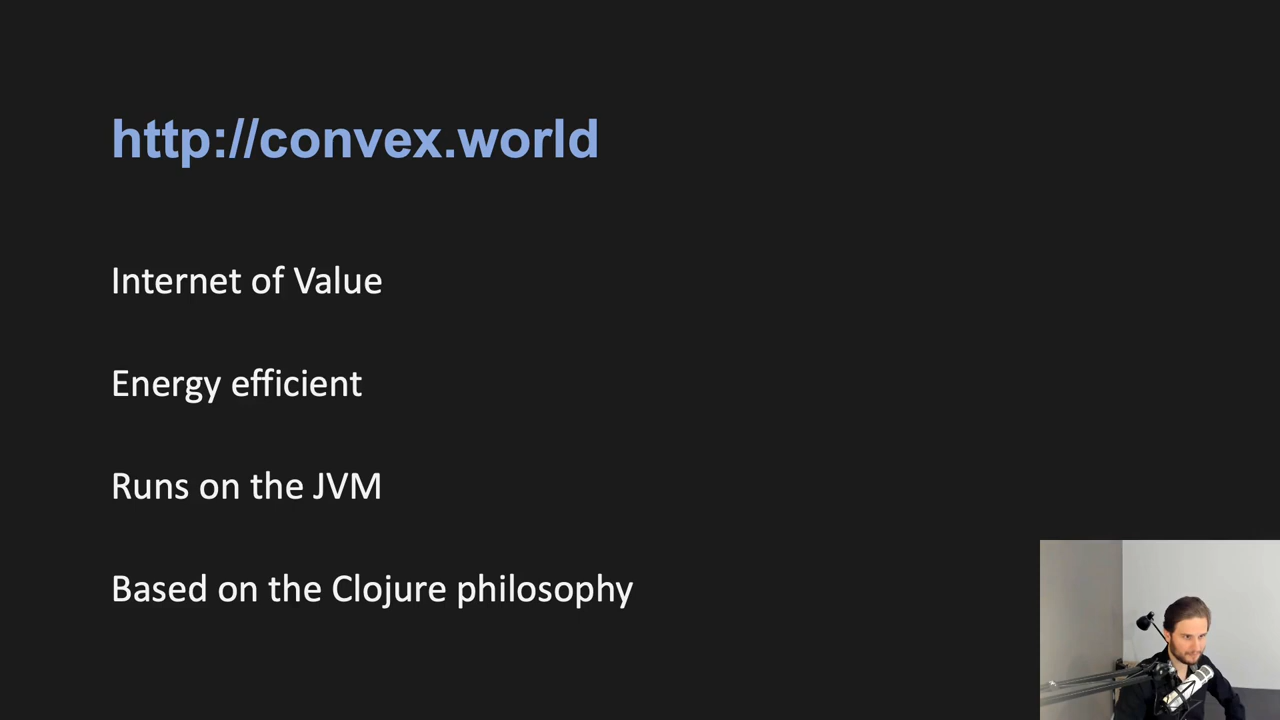 http://convex.world
Internet of Value
Energy efficient
Runs on the JVM
Based on the Clojure philosophy